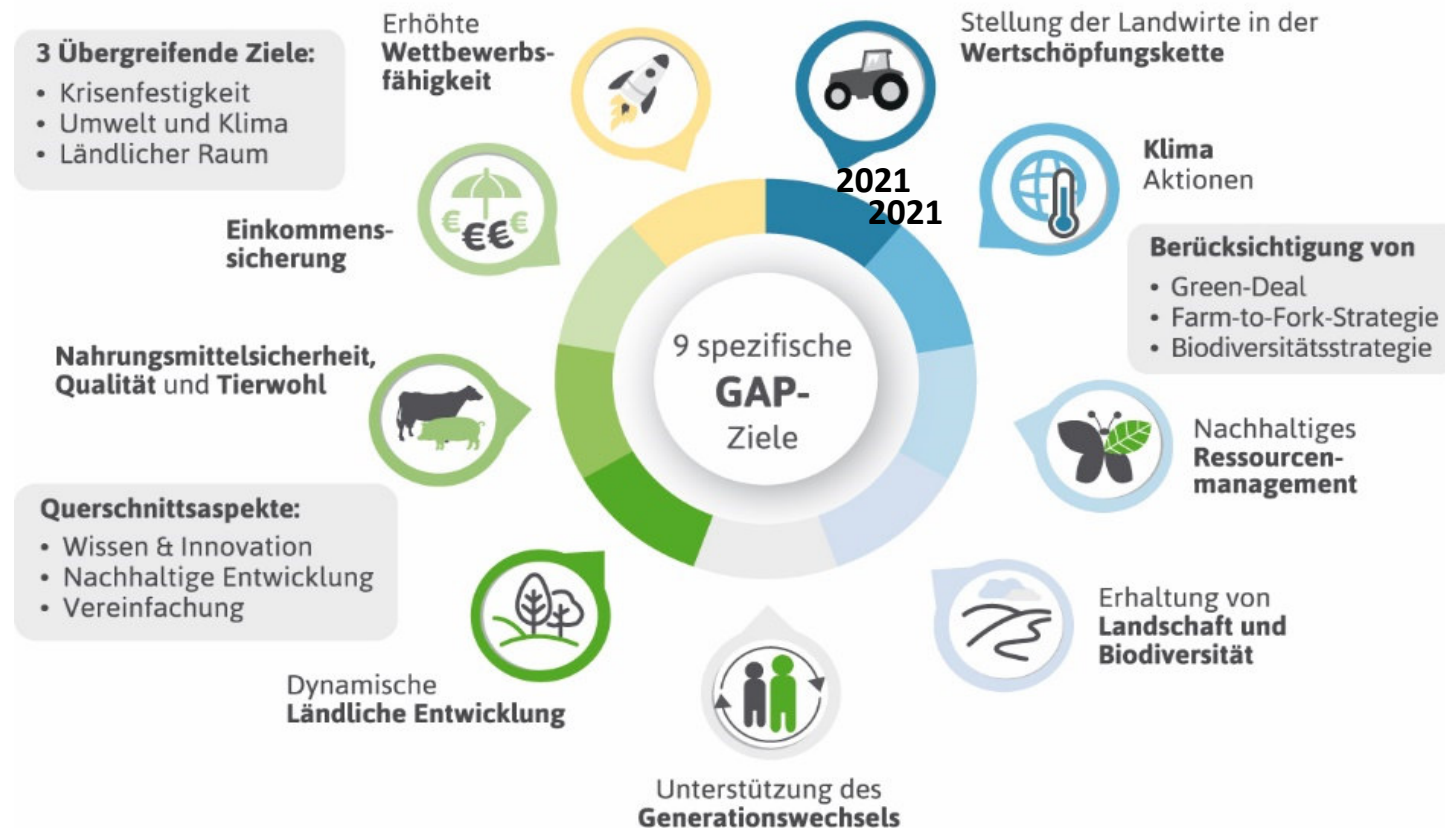 3 Übergreifende Ziele:
• Krisenfestigkeit
• Umwelt und Klima
• Ländlicher Raum
Erhöhte
Wettbewerbs-
fähigkeit
Stellung der Landwirte in der
Wertschöpfungskette
2021
2021
Klima
Aktionen
Einkommens-
sicherung
€€€€
Berücksichtigung von
• Green-Deal
• Farm-to-Fork-Strategie
• Biodiversitätsstrategie
Nahrungsmittelsicherheit,
Qualität und Tierwohl
9 spezifische
GAP-
Ziele
Nachhaltiges
Ressourcen-
management
Querschnittsaspekte:
• Wissen & Innovation
• Nachhaltige Entwicklung
• Vereinfachung
Erhaltung von
Landschaft und
Biodiversität
Dynamische
Ländliche Entwicklung
Unterstützung des
Generationswechsels